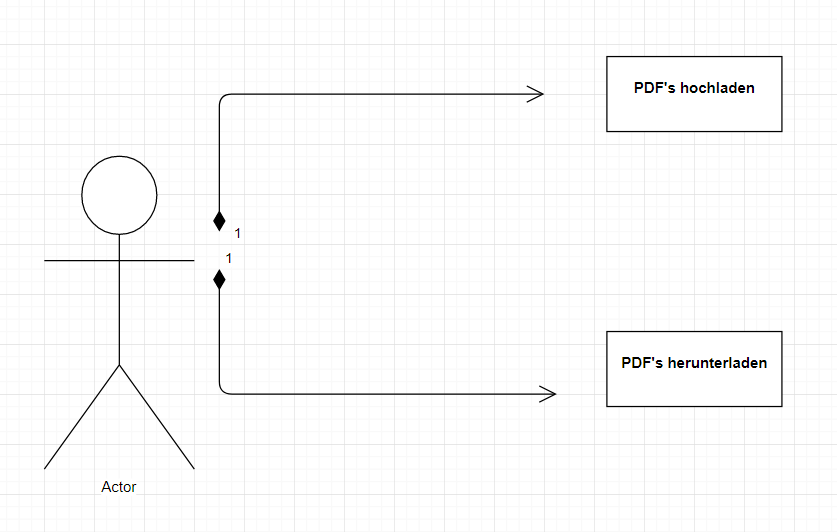 PDF's hochladen
1
1
PDF's herunterladen
Actor